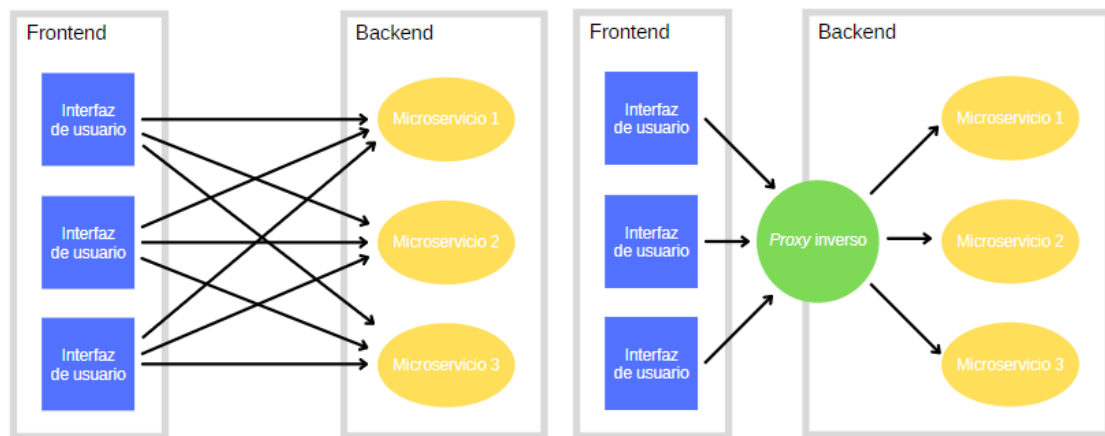 Frontend
Backend
Interfaz
de usuario
Microservicio 1
Interfaz
de usuario
Microservicio 2
Interfaz
de usuario
Microservicio 3
Frontend
Backend
Interfaz
de usuario
Microservicio 1
Interfaz
de usuario
Proxy inverso
Microservicio 2
Interfaz
de usuario
Microservicio 3